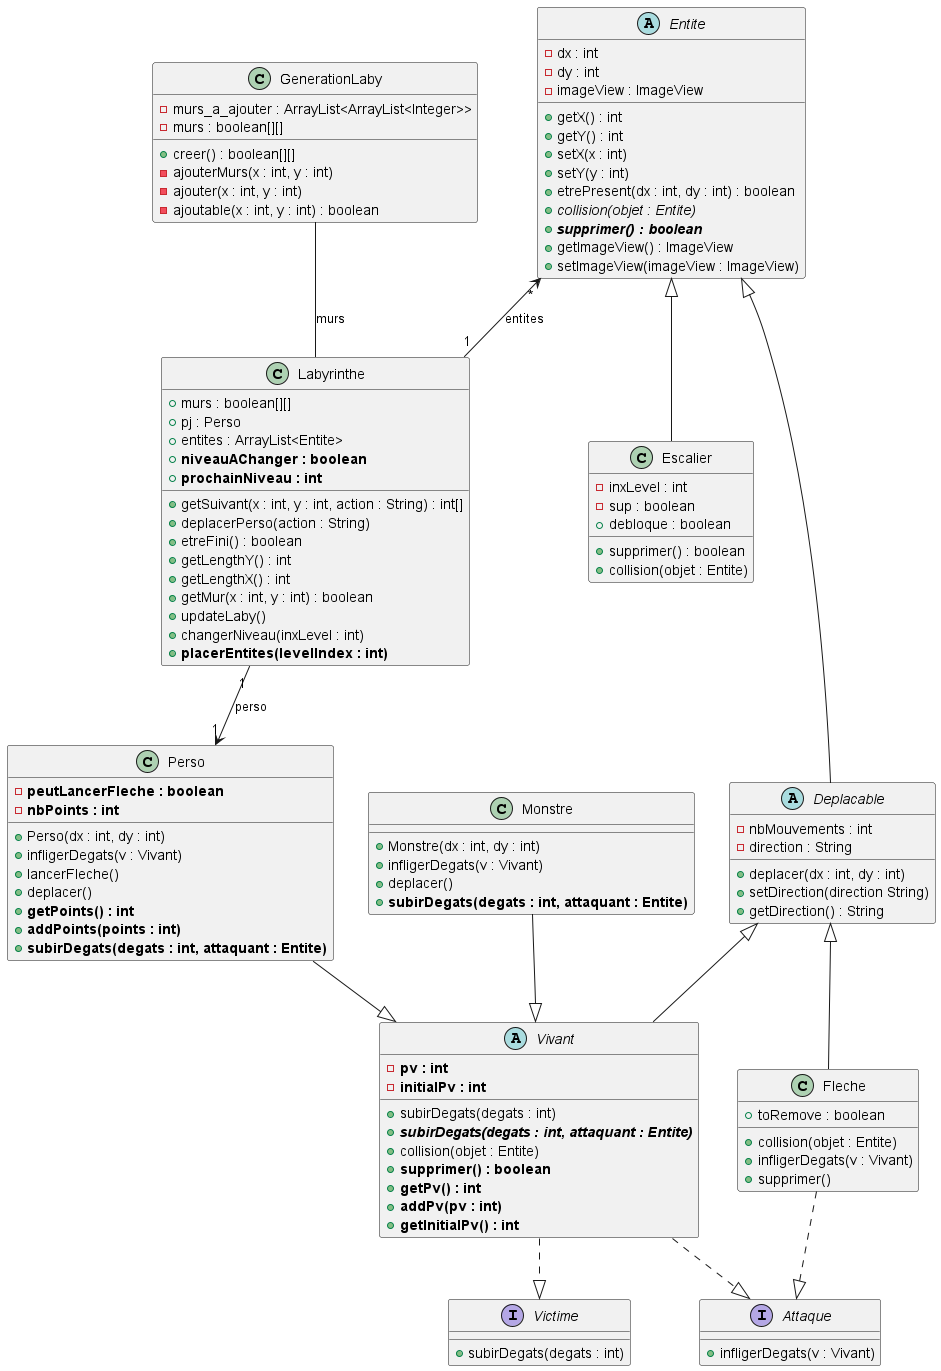 A Entite
dx : int
dy : int
imageView : ImageView
getX() : int
getY() : int
setX(x : int)
setY(y : int)
etrePresent(dx : int, dy : int) : boolean
collision(objet : Entite)
supprimer() : boolean
getImageView() : ImageView
setImageView(imageView : ImageView)
C GenerationLaby
murs_a_ajouter : ArrayList<ArrayList<Integer>>
murs : boolean[][]
creer() : boolean[][]
ajouterMurs(x : int, y : int)
ajouter(x : int, y : int)
ajoutable(x : int, y : int) : boolean
murs
*
entites
1
C Labyrinthe
murs : boolean[][]
pj : Perso
entites : ArrayList<Entite>
niveauAChanger : boolean
prochainNiveau : int
getSuivant(x : int, y : int, action : String) : int[]
deplacerPerso(action : String)
etreFini() : boolean
getLengthY() : int
getLengthX() : int
getMur(x : int, y : int) : boolean
updateLaby()
changerNiveau(inxLevel : int)
placerEntites(levelIndex : int)
C Escalier
inxLevel : int
sup : boolean
debloque : boolean
supprimer() : boolean
collision(objet : Entite)
1
perso
1
C Perso
peutLancerFleche : boolean
nbPoints : int
Perso(dx : int, dy : int)
infligerDegats(v : Vivant)
lancerFleche()
deplacer()
getPoints() : int
addPoints(points : int)
subirDegats(degats : int, attaquant : Entite)
C Monstre
Monstre(dx : int, dy : int)
infligerDegats(v : Vivant)
deplacer()
subirDegats(degats : int, attaquant : Entite)
A Deplacable
nbMouvements : int
direction : String
deplacer(dx : int, dy : int)
setDirection(direction String)
getDirection() : String
A Vivant
pv : int
initialPv : int
subirDegats(degats : int)
subirDegats(degats : int, attaquant : Entite)
collision(objet : Entite)
supprimer() : boolean
getPv() : int
addPv(pv : int)
getInitialPv() : int
C Fleche
toRemove : boolean
collision(objet : Entite)
infligerDegats(v : Vivant)
supprimer()
I Victime
subirDegats(degats : int)
I Attaque
infligerDegats(v : Vivant)